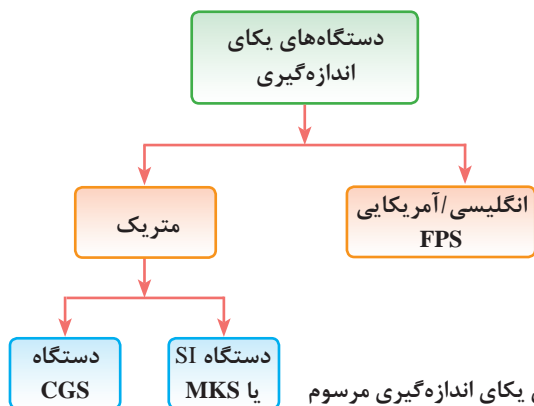 دستگاه‌های یکای
اندازه‌گیری
انگلیسی/آمریکایی
FPS
متریک
دستگاه SI
یا MKS
دستگاه
CGS
یکای اندازه‌گیری مرسوم